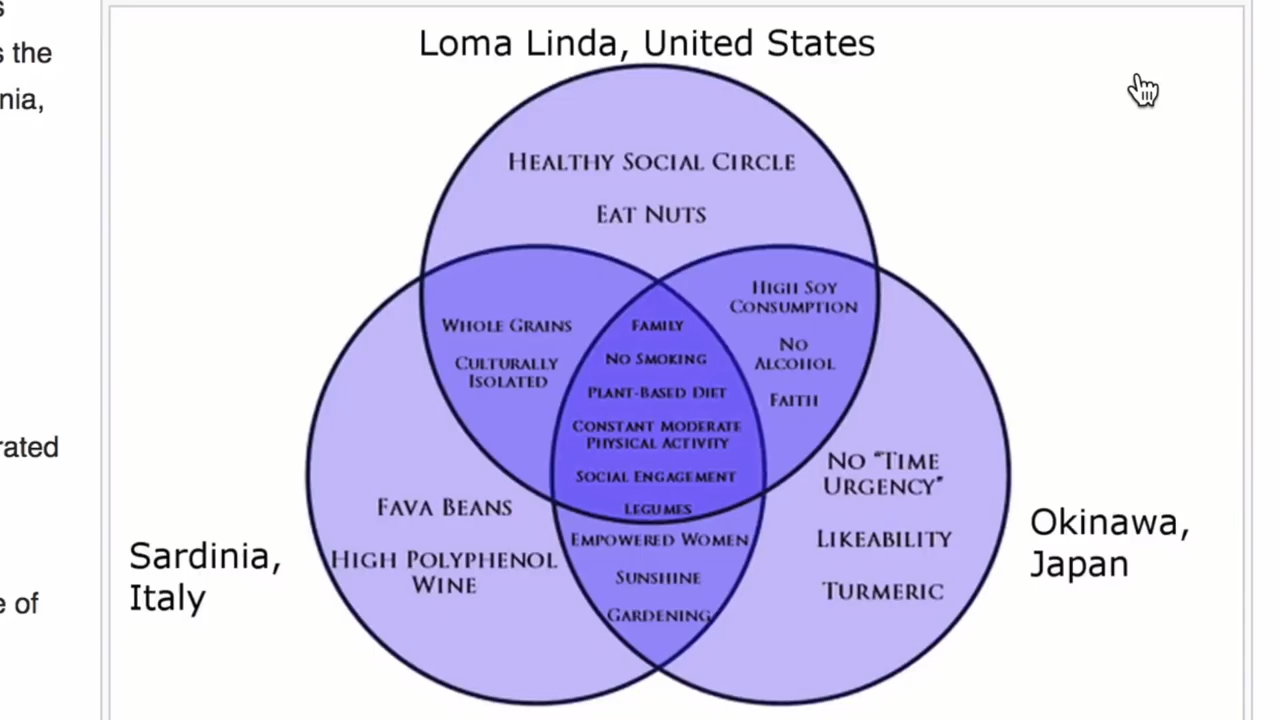 s
s the
nia,
rated
e of
Loma Linda, United States
HEALTHY SOCIAL CIRCLE
EAT NUTS
WHOLE GRAINS
CULTURALLY
ISOLATED
FAMILY
NO SMOKING
PLANT-BASED DIET
CONSTANT MODERATE
PHYSICAL ACTIVITY
SOCIAL ENGAGEMENT
LEGUMES
HIGH SOY
CONSUMPTION
NO
ALCOHOL
FAITH
EMPOWERED WOMEN
SUNSHINE
GARDENING
FAVA BEANS
HIGH POLYPHENOL
WINE
NO "TIME
URGENCY"
LIKEABILITY
TURMERIC
Sardinia,
Italy
Okinawa,
Japan